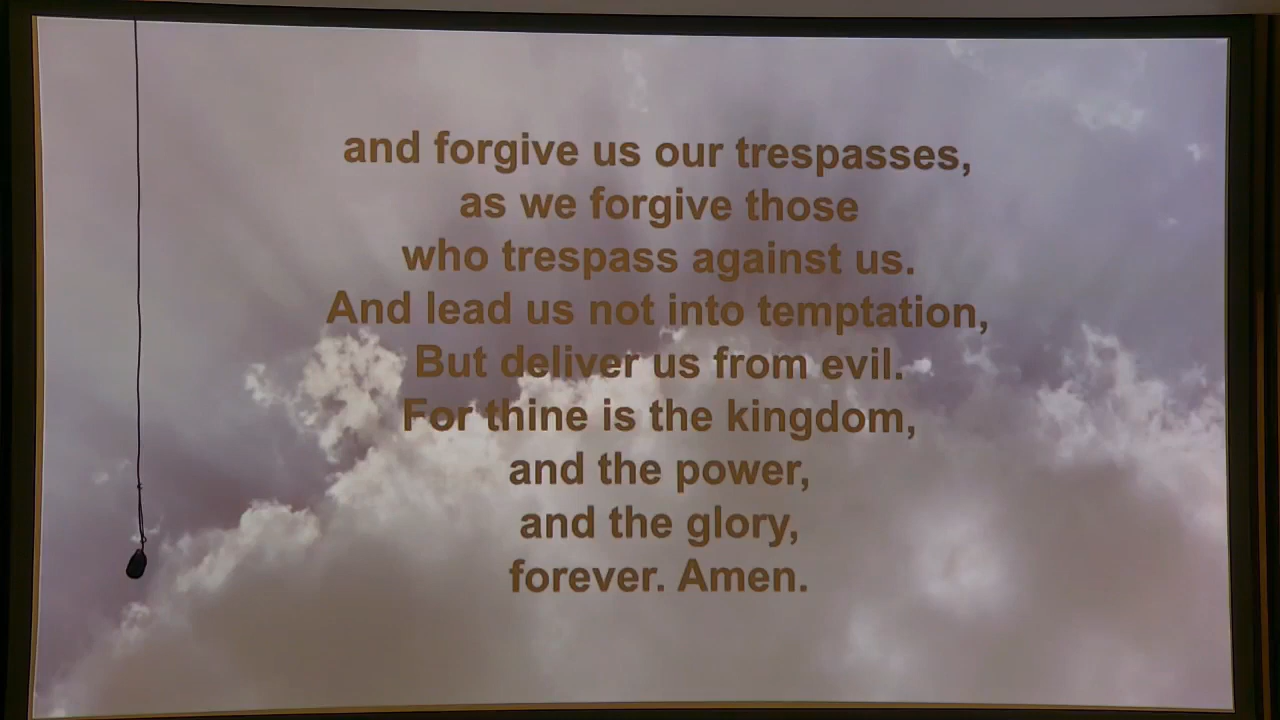 and forgive us our trespasses,
as we forgive those
who trespass against us.
And lead us not into temptation,
But deliver us from evil.
For thine is the kingdom,
and the power,
and the glory,
forever. Amen.